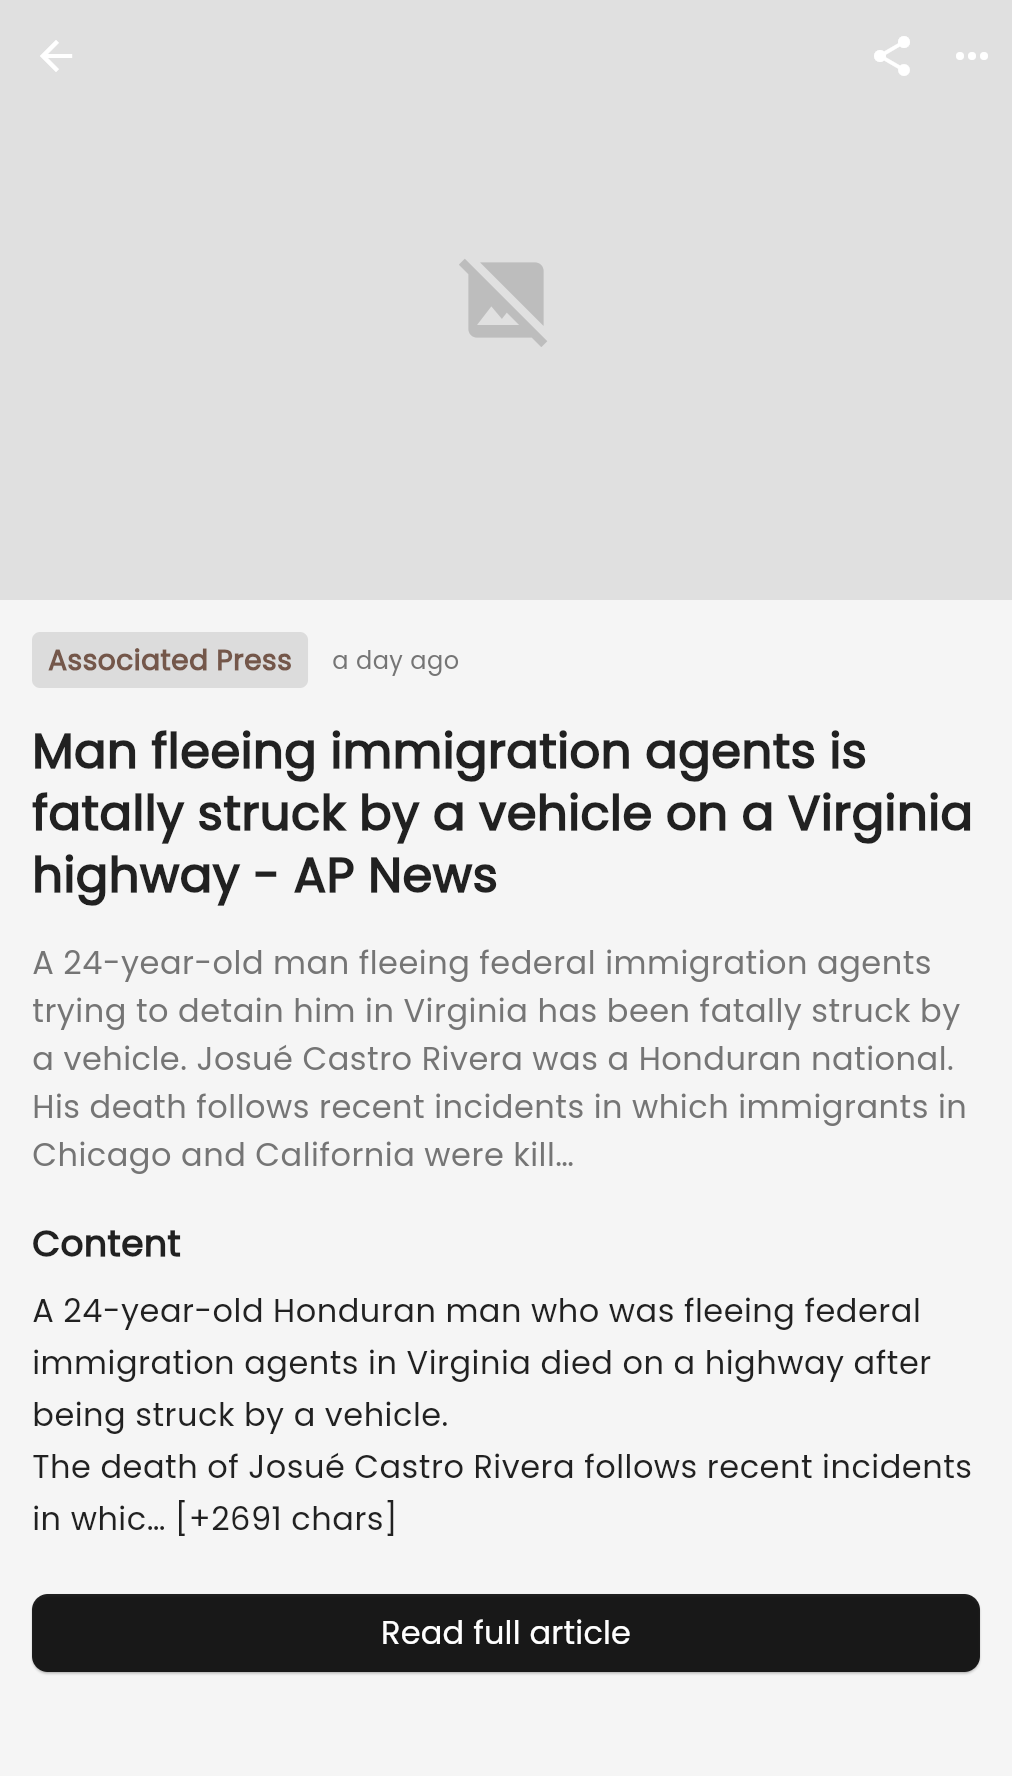 Associated Press a day ago
Man fleeing immigration agents is
fatally struck by a vehicle on a Virginia
highway - AP News
A 24-year-old man fleeing federal immigration agents
trying to detain him in Virginia has been fatally struck by
a vehicle. Josué Castro Rivera was a Honduran national.
His death follows recent incidents in which immigrants in
Chicago and California were kill…
Content
A 24-year-old Honduran man who was fleeing federal
immigration agents in Virginia died on a highway after
being struck by a vehicle.
The death of Josué Castro Rivera follows recent incidents
in whic… [+2691 chars]
Read full article